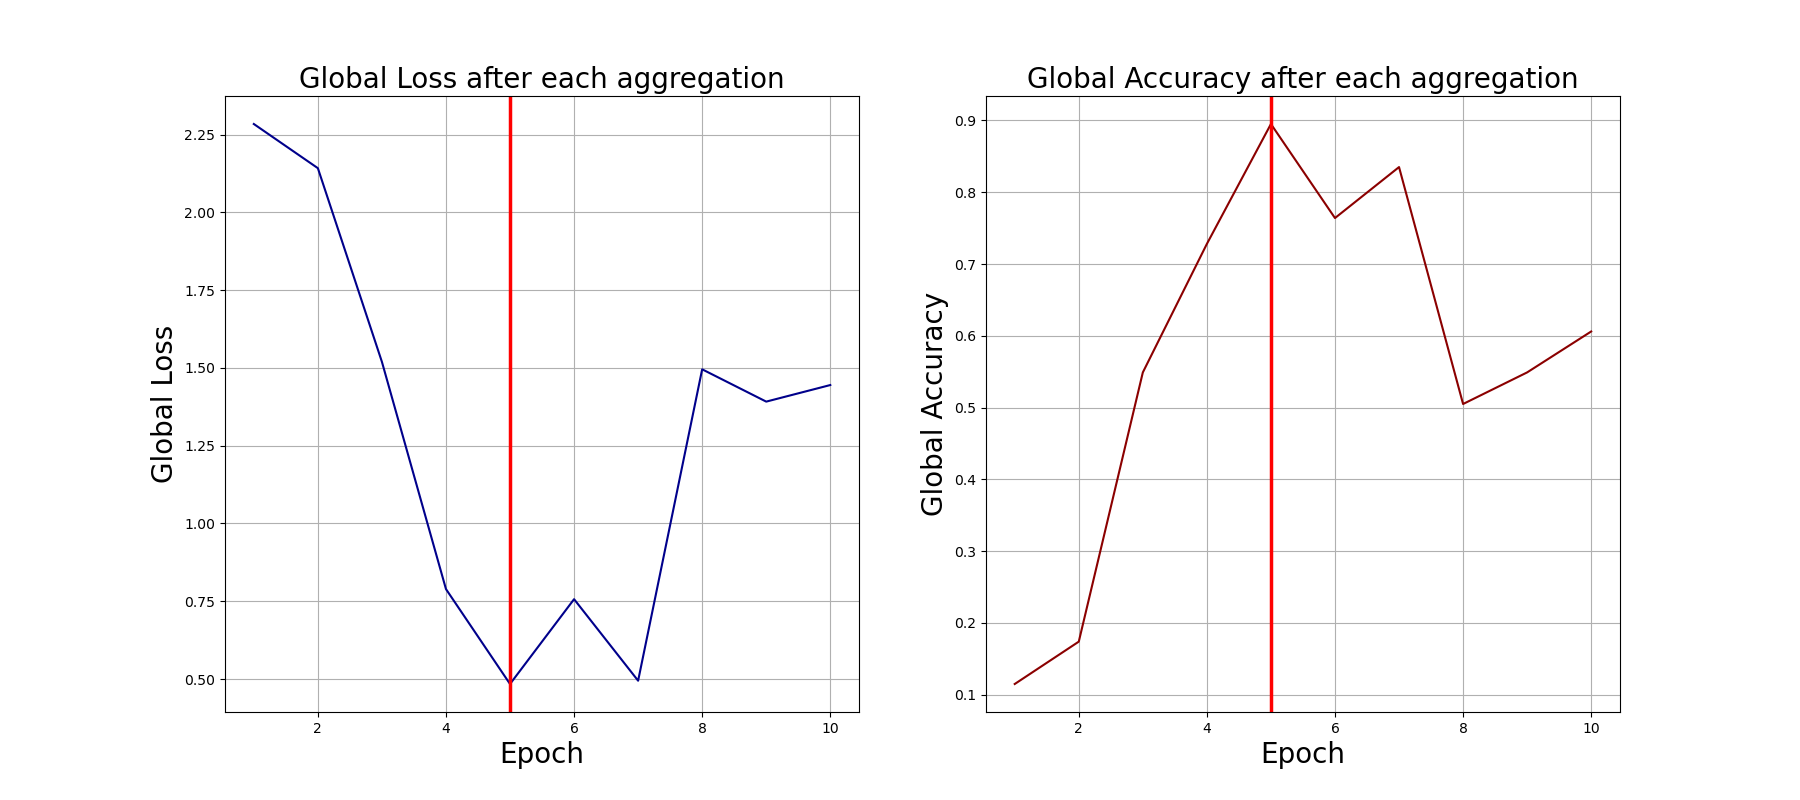 Global Loss after each aggregation
Global Loss
2.25
2.00
1.75
1.50
1.25
1.00
0.75
0.50
2 4 6 8 10
Epoch
Global Accuracy after each aggregation
Global Accuracy
0.9
0.8
0.7
0.6
0.5
0.4
0.3
0.2
0.1
2 4 6 8 10
Epoch